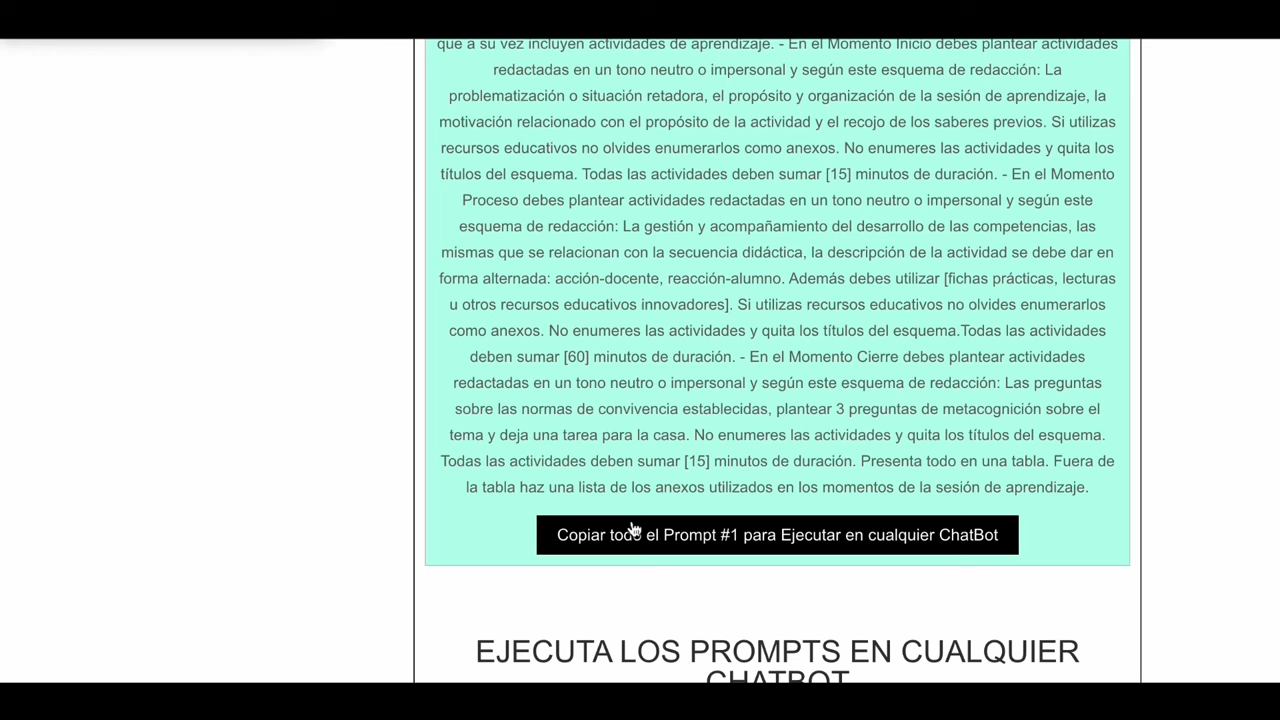 que a su vez incluyen actividades de aprendizaje. - En el Momento Inicio debes plantear actividades
redactadas en un tono neutro o impersonal y según este esquema de redacción: La
problematización o situación retadora, el propósito y organización de la sesión de aprendizaje, la
motivación relacionado con el propósito de la actividad y el recojo de los saberes previos. Si utilizas
recursos educativos no olvides enumerarlos como anexos. No enumeres las actividades y quita los
títulos del esquema. Todas las actividades deben sumar [15] minutos de duración. - En el Momento
Proceso debes plantear actividades redactadas en un tono neutro o impersonal y según este
esquema de redacción: La gestión y acompañamiento del desarrollo de las competencias, las
mismas que se relacionan con la secuencia didáctica, la descripción de la actividad se debe dar en
forma alternada: acción-docente, reacción-alumno. Además debes utilizar [fichas prácticas, lecturas
u otros recursos educativos innovadores]. Si utilizas recursos educativos no olvides enumerarlos
como anexos. No enumeres las actividades y quita los títulos del esquema.Todas las actividades
deben sumar [60] minutos de duración. - En el Momento Cierre debes plantear actividades
redactadas en un tono neutro o impersonal y según este esquema de redacción: Las preguntas
sobre las normas de convivencia establecidas, plantear 3 preguntas de metacognición sobre el
tema y deja una tarea para la casa. No enumeres las actividades y quita los títulos del esquema.
Todas las actividades deben sumar [15] minutos de duración. Presenta todo en una tabla. Fuera de
la tabla haz una lista de los anexos utilizados en los momentos de la sesión de aprendizaje.
Copiar todo el Prompt #1 para Ejecutar en cualquier ChatBot
EJECUTA LOS PROMPTS EN CUALQUIER
CHATBOT